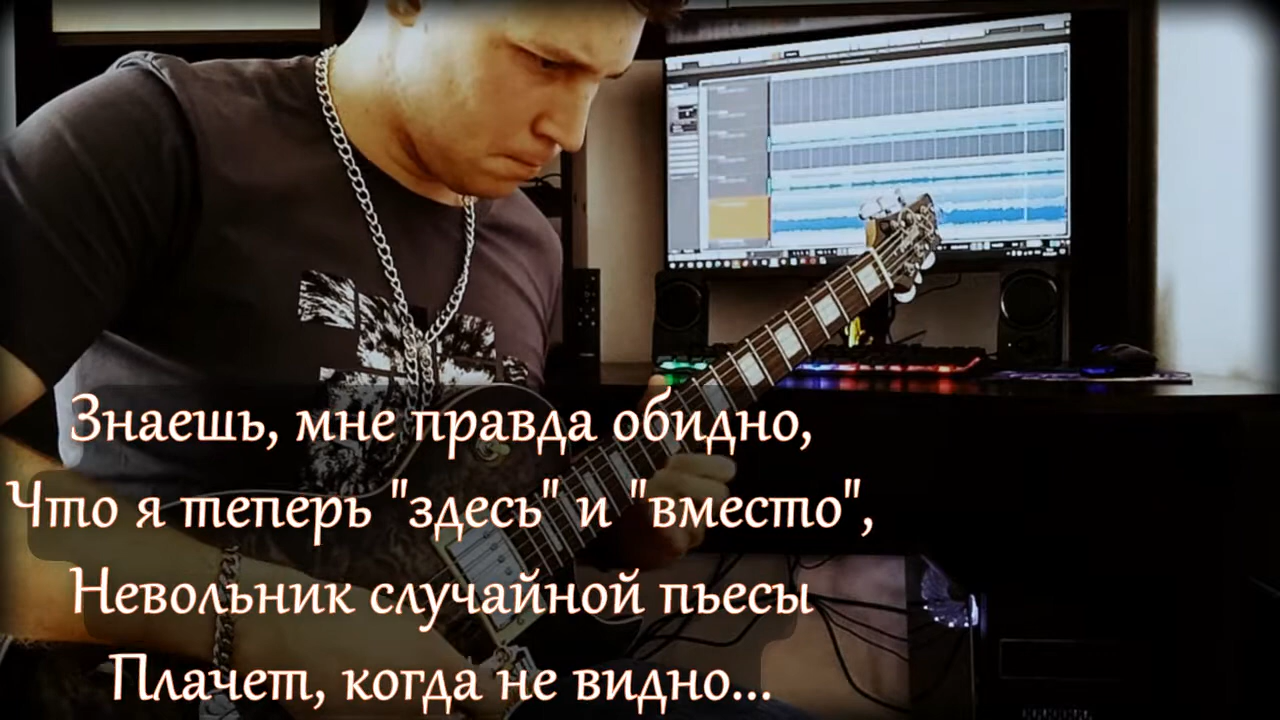 Знаешь, мне правда обидно,
Что я теперь "здесь" и "вместо",
Невольник случайной пьесы
Плачет, когда не видно...